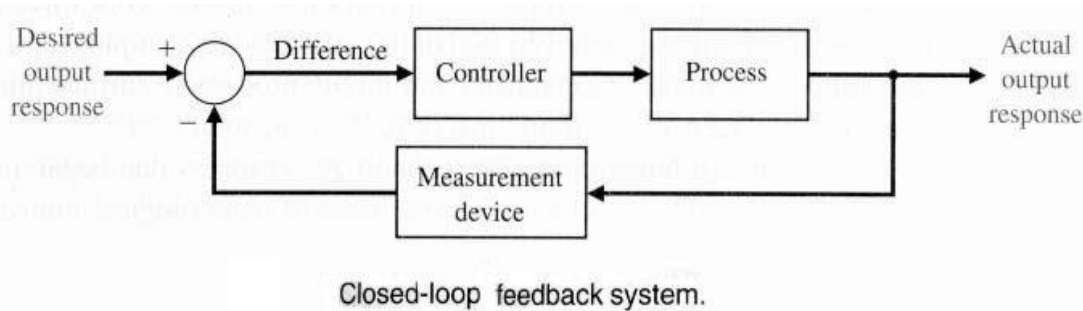 Desired
output
response
+
−
Difference
Controller
Process
Actual
output
response
Measurement
device
Closed-loop feedback system.